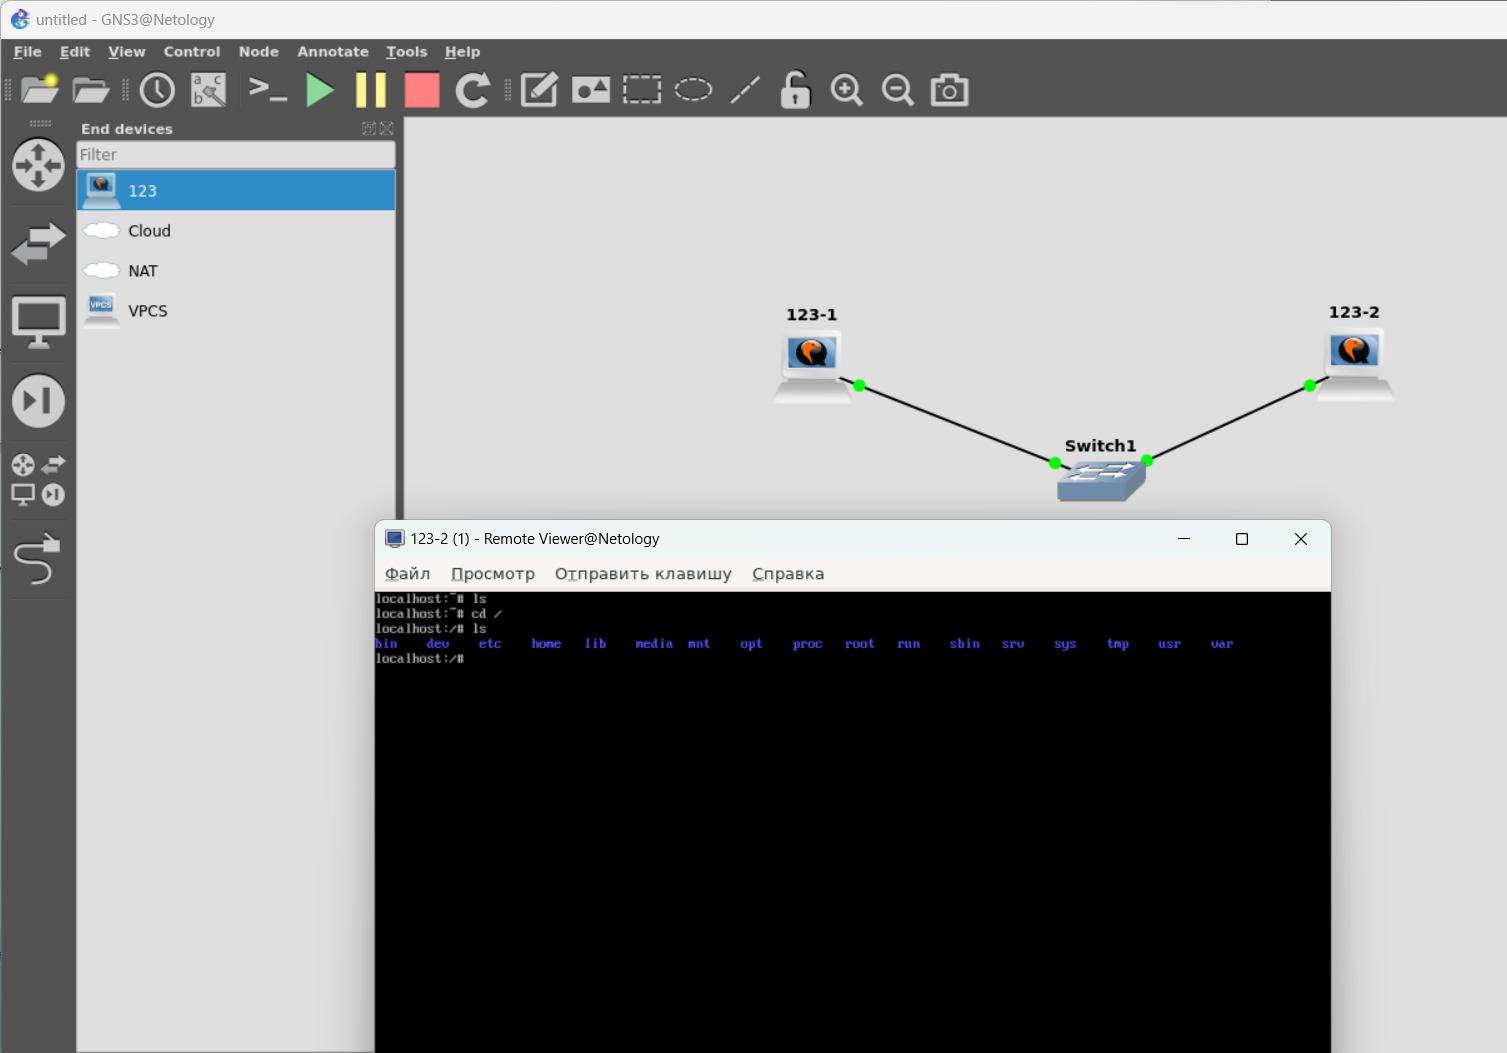 untitled - GNS3@Netology
File Edit View Control Node Annotate Tools Help
End devices
Filter
123
Cloud
NAT
VPCS
VPCS
123-1
123-2
Switch1
123-2 (1) - Remote Viewer@Netology
Файл Просмотр Отправить клавишу Справка
localhost:~# ls
localhost:~# cd /
localhost:/# ls
bin dev etc home lib media mnt opt proc root run sbin srv sys tmp usr var
localhost:/#